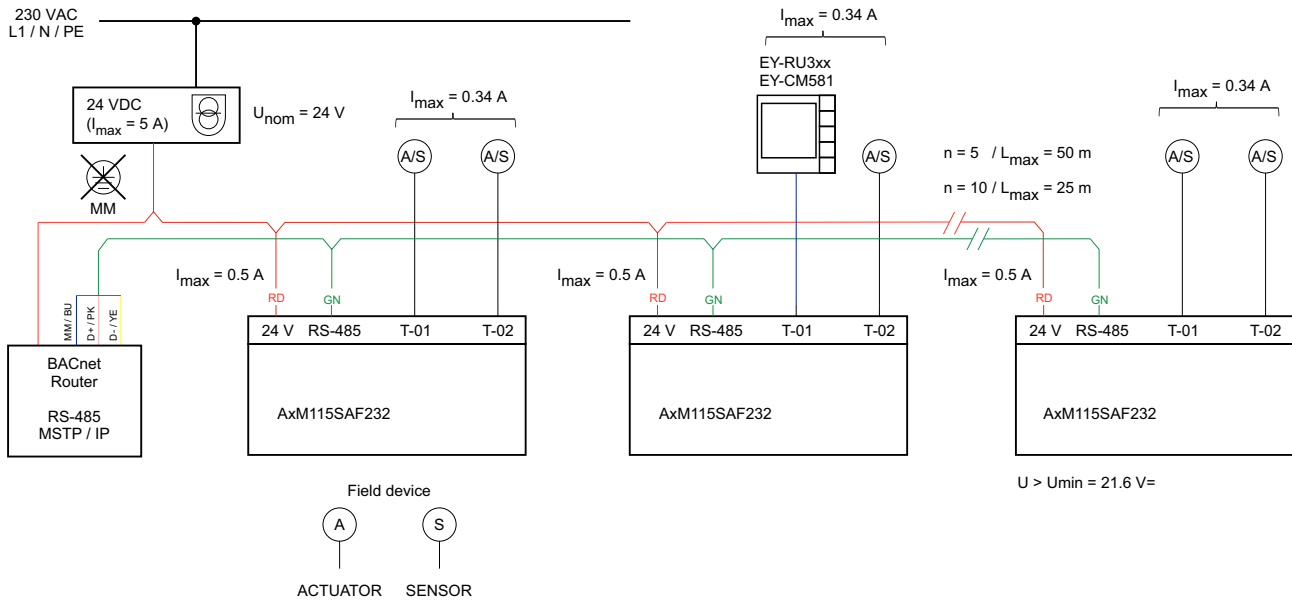 230 VAC
L1 / N / PE
24 VDC
(Imax = 5 A)
Unom = 24 V
MM
Imax = 0.34 A
A/S
A/S
Imax = 0.34 A
EY-RU3xx
EY-CM581
A/S
n = 5 / Lmax = 50 m
n = 10 / Lmax = 25 m
Imax = 0.34 A
A/S
A/S
MM / BU
D+ / PK
D- / YE
BACnet
Router
RS-485
MSTP / IP
Imax = 0.5 A
RD
GN
24 V RS-485 T-01 T-02
AxM115SAF232
Imax = 0.5 A
RD
GN
24 V RS-485 T-01 T-02
AxM115SAF232
Imax = 0.5 A
RD
GN
24 V RS-485 T-01 T-02
AxM115SAF232
U > Umin = 21.6 V=
Field device
A
S
ACTUATOR SENSOR